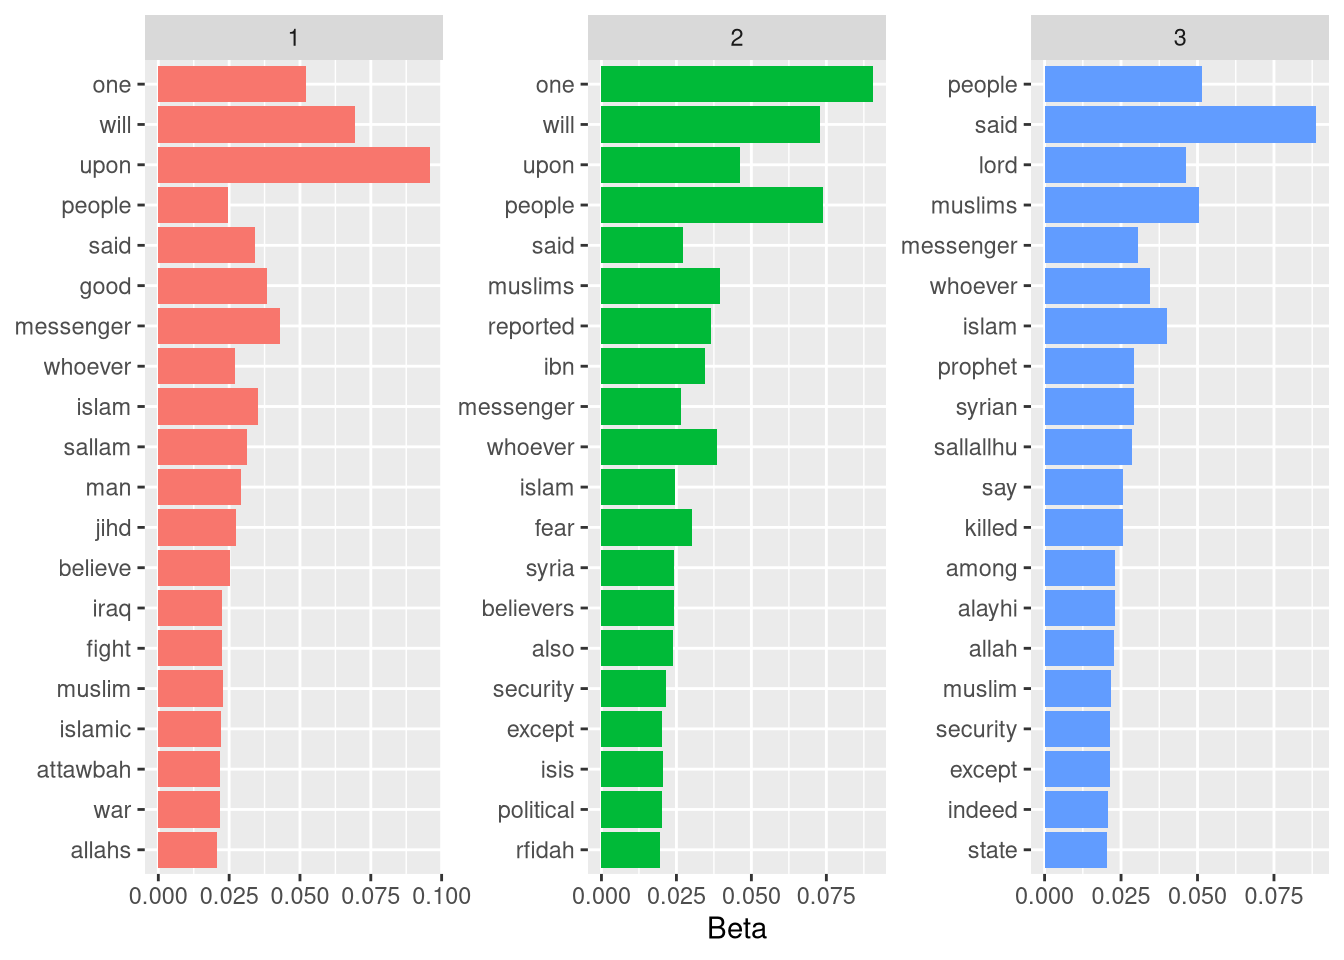 1
one
will
upon
people
said
good
messenger
whoever
islam
sallam
man
jihd
believe
iraq
fight
muslim
islamic
attawbah
war
allahs
0.000 0.025 0.050 0.075 0.100
2
one
will
upon
people
said
muslims
reported
ibn
messenger
whoever
islam
fear
syria
believers
also
security
except
isis
political
rfidah
0.000 0.025 0.050 0.075
3
people
said
lord
muslims
messenger
whoever
islam
prophet
syrian
sallallhu
say
killed
among
alayhi
allah
muslim
security
except
indeed
state
0.000 0.025 0.050 0.075
Beta